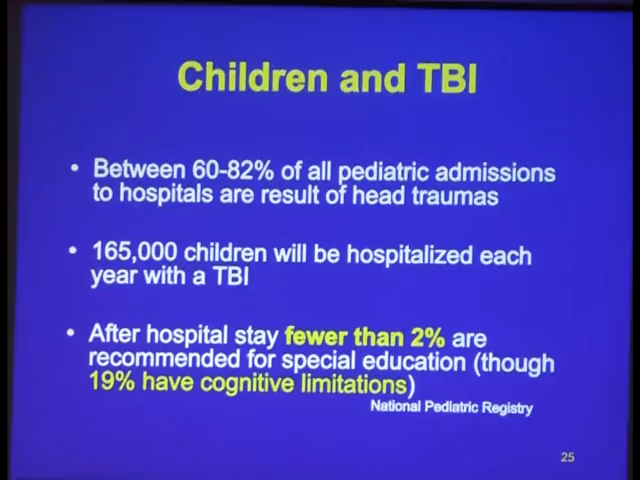 Children and TBI
• Between 60-82% of all pediatric admissions
to hospitals are result of head traumas
• 165,000 children will be hospitalized each
year with a TBI
• After hospital stay fewer than 2% are
recommended for special education (though
19% have cognitive limitations)
National Pediatric Registry
25